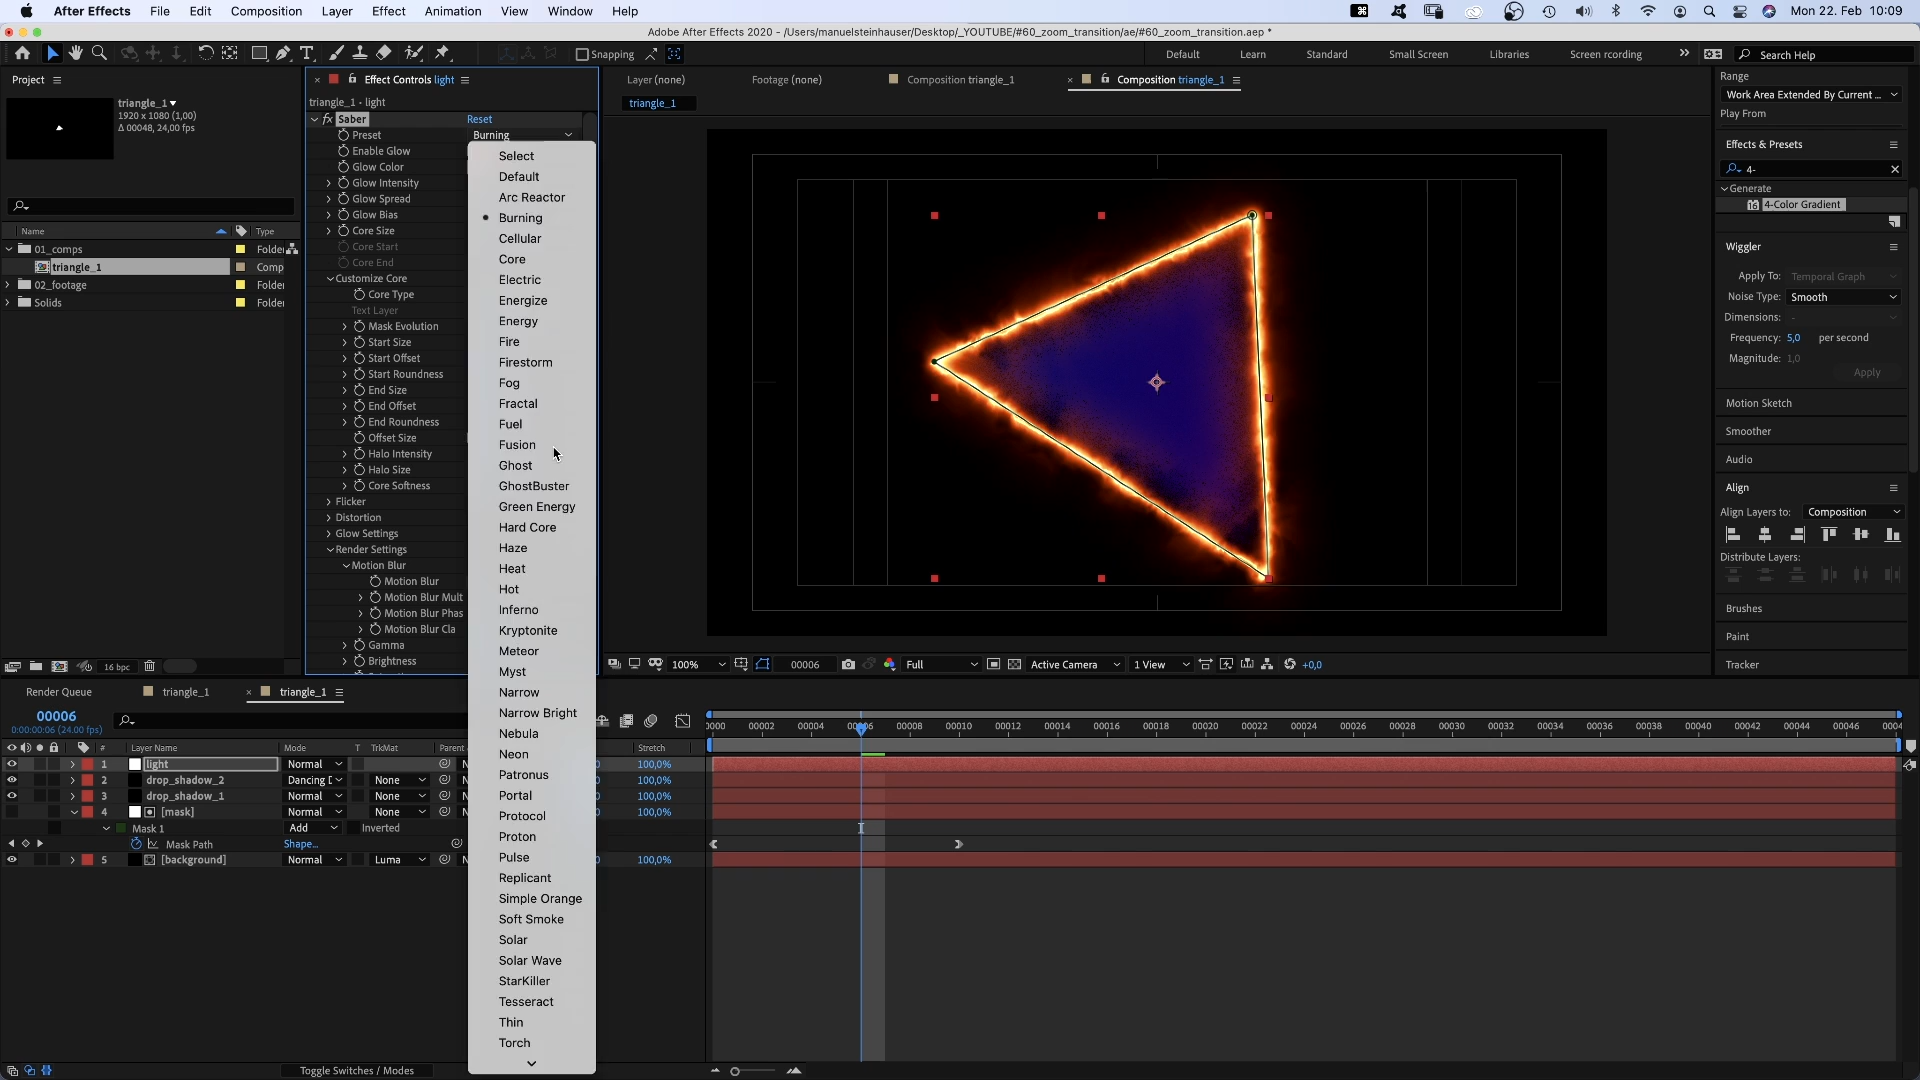 After Effects File Edit Composition Layer Effect Animation View Window Help Mon 22. Feb 10:09
Adobe After Effects 2020 - /Users/manuelsteinhauser/Desktop/_YOUTUBE/#60_zoom_transition/ae/#60_zoom_transition.aep *
Snapping Default Learn Standard Small Screen Libraries Screen rcording Search Help
Project
triangle_1
1920 x 1080 (1,00)
Δ 00048, 24,00 fps
Name Type
01_comps Folde
triangle_1 Comp
02_footage Folde
Solids Folde
16 bpc
Effect Controls light
triangle_1 • light
fx Saber Reset
Preset Burning
Enable Glow
Glow Color
Glow Intensity
Glow Spread
Glow Bias
Core Size
Core Start
Core End
Customize Core
Core Type
Text Layer
Mask Evolution
Start Size
Start Offset
Start Roundness
End Size
End Offset
End Roundness
Offset Size
Halo Intensity
Halo Size
Core Softness
Flicker
Distortion
Glow Settings
Render Settings
Motion Blur
Motion Blur
Motion Blur Mult
Motion Blur Phas
Motion Blur Cla
Gamma
Brightness
Select
Default
Arc Reactor
Burning
Cellular
Core
Electric
Energize
Energy
Fire
Firestorm
Fog
Fractal
Fuel
Fusion
Ghost
GhostBuster
Green Energy
Hard Core
Haze
Heat
Hot
Inferno
Kryptonite
Meteor
Myst
Narrow
Narrow Bright
Nebula
Neon
Patronus
Portal
Protocol
Proton
Pulse
Replicant
Simple Orange
Soft Smoke
Solar
Solar Wave
StarKiller
Tesseract
Thin
Torch
Layer (none) Footage (none) Composition triangle_1 Composition triangle_1
triangle_1
100% 00006 Full Active Camera 1 View +0,0
Range
Work Area Extended By Current ...
Play From
Effects & Presets
4-
Generate
16 4-Color Gradient
Wiggler
Apply To: Temporal Graph
Noise Type: Smooth
Dimensions: -
Frequency: 5,0 per second
Magnitude: 1,0
Apply
Motion Sketch
Smoother
Audio
Align
Align Layers to: Composition
Distribute Layers:
Brushes
Paint
Tracker
Render Queue triangle_1 triangle_1
00006
0:00:00:06 (24.00 fps)
# Layer Name Mode T TrkMat Parent Stretch
1 light Normal N 100,0%
2 drop_shadow_2 Dancing D None N 100,0%
3 drop_shadow_1 Normal None N 100,0%
4 [mask] Normal None N 100,0%
Mask 1 Add Inverted
Mask Path Shape...
5 [background] Normal Luma N 100,0%
0000 00002 00004 00006 00008 00010 00012 00014 00016 00018 00020 00022 00024 00026 00028 00030 00032 00034 00036 00038 00040 00042 00044 00046 0004
Toggle Switches / Modes